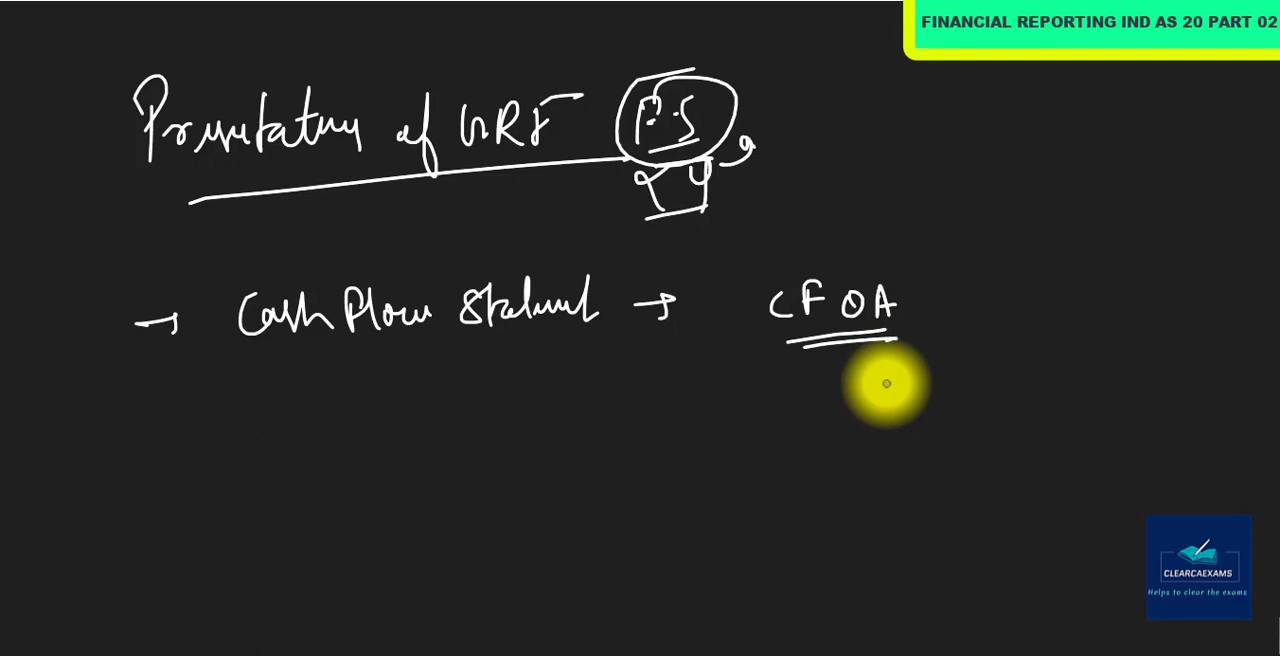 FINANCIAL REPORTING IND AS 20 PART 02
Presentation of GRE F.S
→ Cash Flow Statement → CFOA
CLEARCAEXAMS
Helps to clear the exams